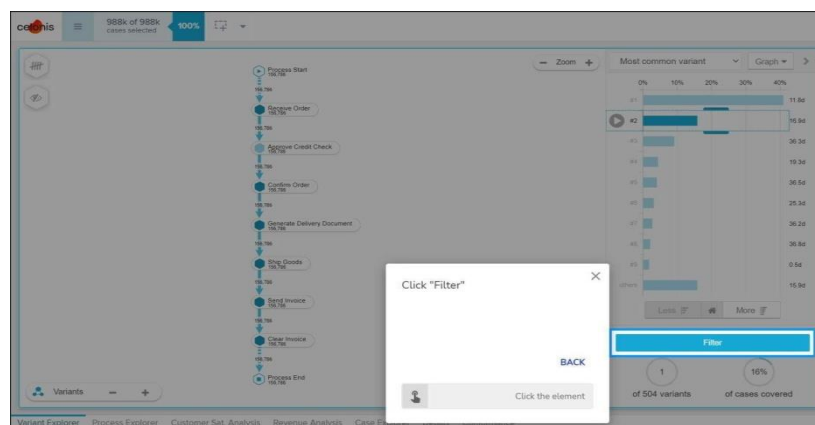 celonis
988k of 988k
cases selected
100%
Zoom
Most common variant
Graph
0% 10% 20% 30% 40%
Process Start
Receive Order
Approve Credit Check
Confirm Order
Generate Delivery Document
Ship Goods
Send Invoice
Clear Invoice
Process End
#1 11.8d
#2
#3 36.3d
#4 19.3d
#5 36.5d
#6 25.3d
#7 36.2d
#8 36.8d
#9 0.5d
others
Less
More
Filter
1
16%
of 504 variants
of cases covered
Click "Filter"
BACK
Click the element
Variants
Variant Explorer
Process Explorer
Customer Sat. Analysis
Revenue Analysis